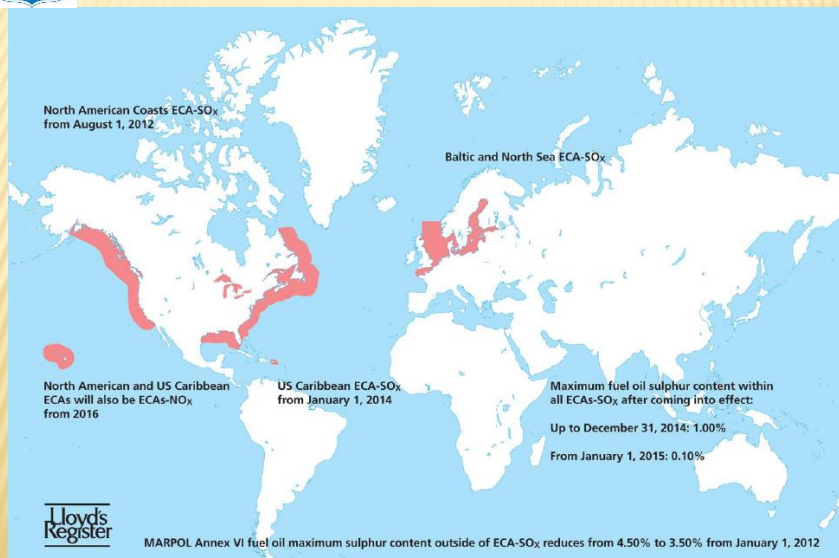 North American Coasts ECA-SOx
from August 1, 2012
Baltic and North Sea ECA-SOx
North American and US Caribbean
ECAs will also be ECAs-NOx
from 2016
US Caribbean ECA-SOx
from January 1, 2014
Maximum fuel oil sulphur content within
all ECAs-SOx after coming into effect:
Up to December 31, 2014: 1.00%
From January 1, 2015: 0.10%
Lloyd's
Register
MARPOL Annex VI fuel oil maximum sulphur content outside of ECA-SOx reduces from 4.50% to 3.50% from January 1, 2012